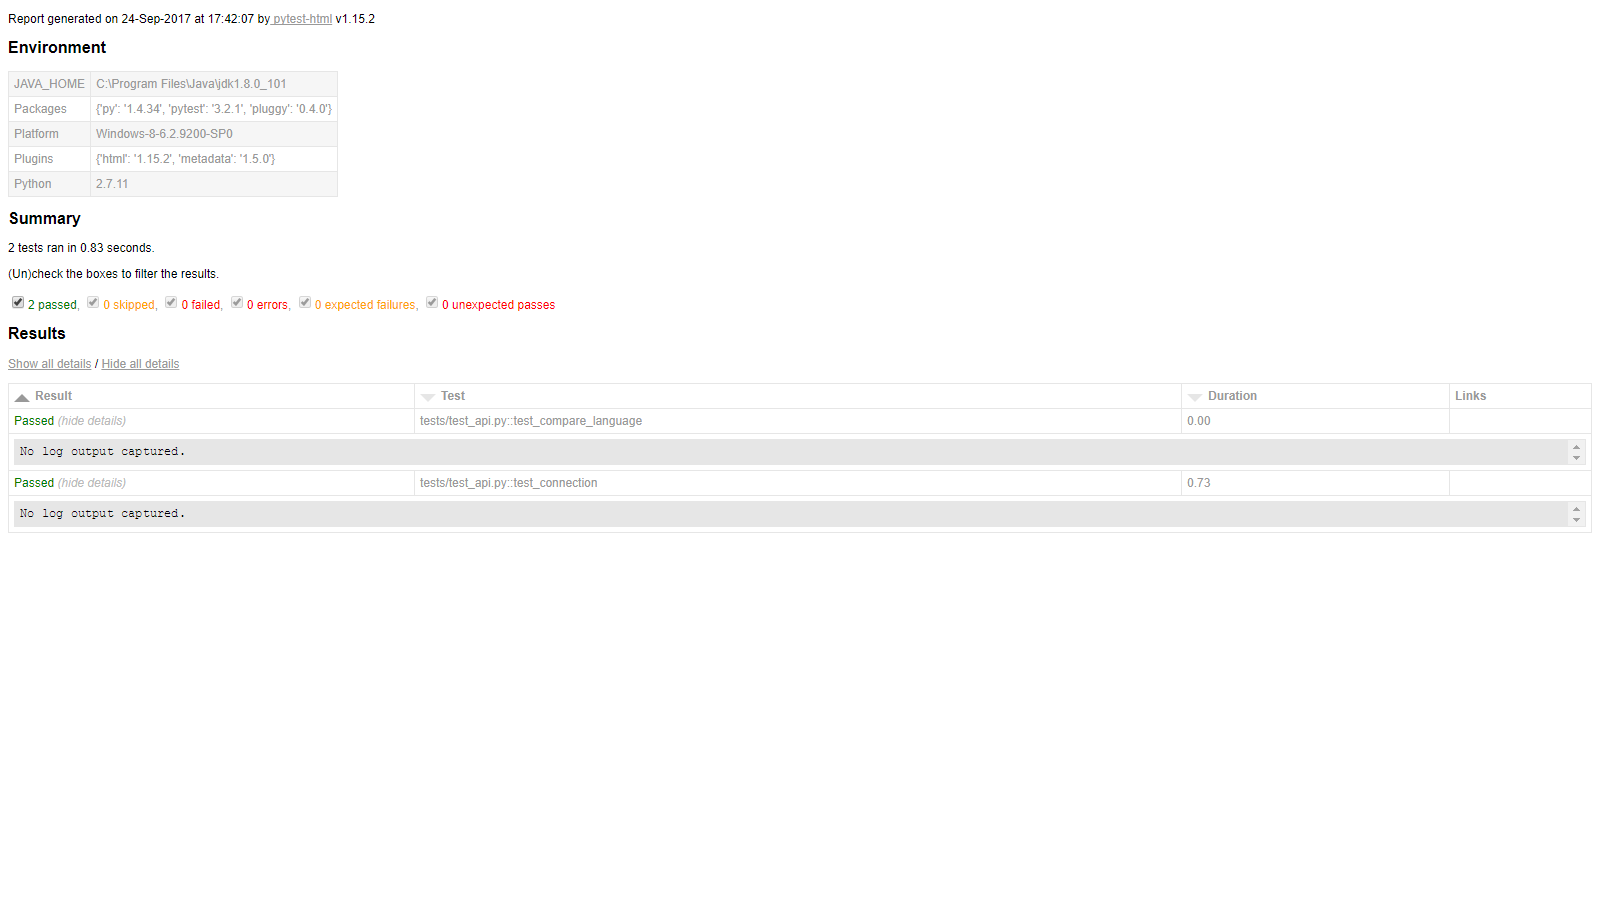 Report generated on 24-Sep-2017 at 17:42:07 by pytest-html v1.15.2
Environment
JAVA_HOME C:\Program Files\Java\jdk1.8.0_101
Packages {'py': '1.4.34', 'pytest': '3.2.1', 'pluggy': '0.4.0'}
Platform Windows-8-6.2.9200-SP0
Plugins {'html': '1.15.2', 'metadata': '1.5.0'}
Python 2.7.11
Summary
2 tests ran in 0.83 seconds.
(Un)check the boxes to filter the results.
2 passed, 0 skipped, 0 failed, 0 errors, 0 expected failures, 0 unexpected passes
Results
Show all details / Hide all details
Result Test Duration Links
Passed (hide details) tests/test_api.py::test_compare_language 0.00
No log output captured.
Passed (hide details) tests/test_api.py::test_connection 0.73
No log output captured.